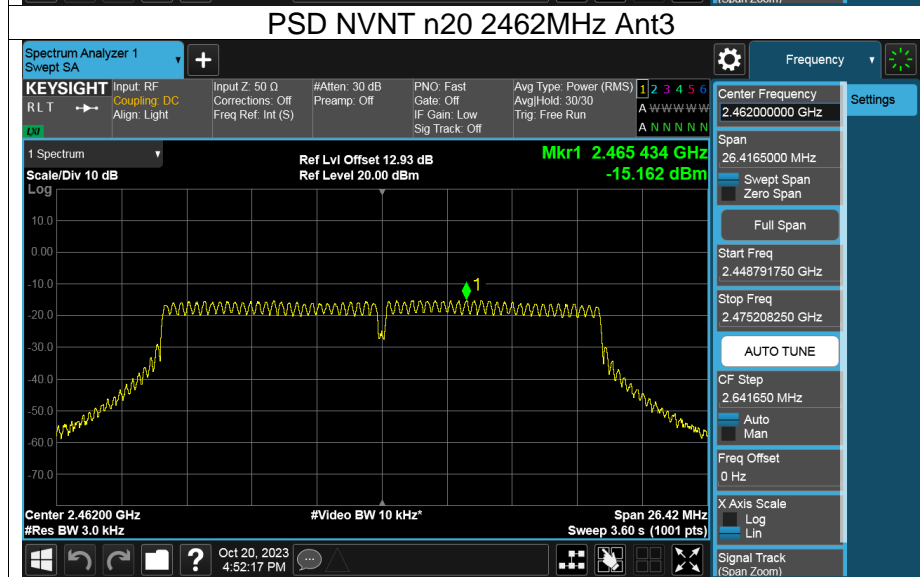 (Span Zoom)
PSD NVNT n20 2462MHz Ant3
Spectrum Analyzer 1
Swept SA
+
Frequency
KEYSIGHT
R L T
LXI
Input: RF
Coupling: DC
Align: Light
Input Z: 50 Ω
Corrections: Off
Freq Ref: Int (S)
#Atten: 30 dB
Preamp: Off
PNO: Fast
Gate: Off
IF Gain: Low
Sig Track: Off
Avg Type: Power (RMS)
Avg|Hold: 30/30
Trig: Free Run
1 2 3 4 5 6
A W W W W W
A N N N N N
1 Spectrum
Scale/Div 10 dB
Ref Lvl Offset 12.93 dB
Ref Level 20.00 dBm
Mkr1 2.465 434 GHz
-15.162 dBm
Log
10.0
0.00
-10.0
-20.0
-30.0
-40.0
-50.0
-60.0
-70.0
1
Center 2.46200 GHz
#Res BW 3.0 kHz
#Video BW 10 kHz*
Span 26.42 MHz
Sweep 3.60 s (1001 pts)
Center Frequency
2.462000000 GHz
Settings
Span
26.4165000 MHz
Swept Span
Zero Span
Full Span
Start Freq
2.448791750 GHz
Stop Freq
2.475208250 GHz
AUTO TUNE
CF Step
2.641650 MHz
Auto
Man
Freq Offset
0 Hz
X Axis Scale
Log
Lin
Signal Track
(Span Zoom)
?
Oct 20, 2023
4:52:17 PM